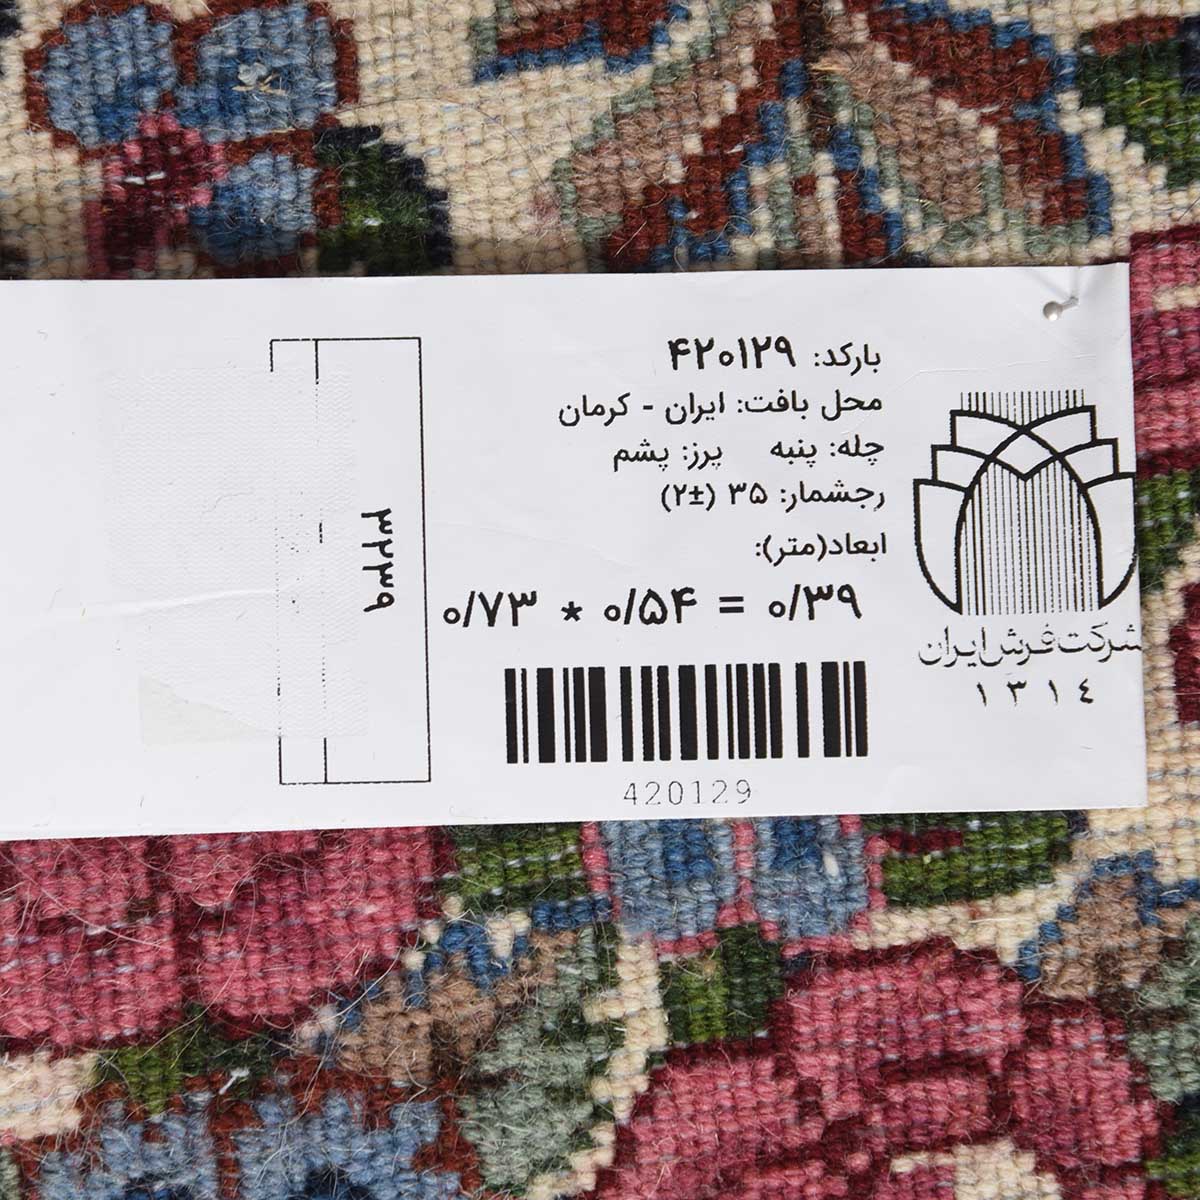 بارکد: ۴۲۰۱۲۹
محل بافت: ایران - کرمان
چله: پنبه پرز: پشم
رجشمار: ۳۵ (±۲)
ابعاد(متر):
۰/۷۳ * ۰/۵۴ = ۰/۳۹
420129
شرکت فرش ایران
۱۳۱٤
۳۲۳۹